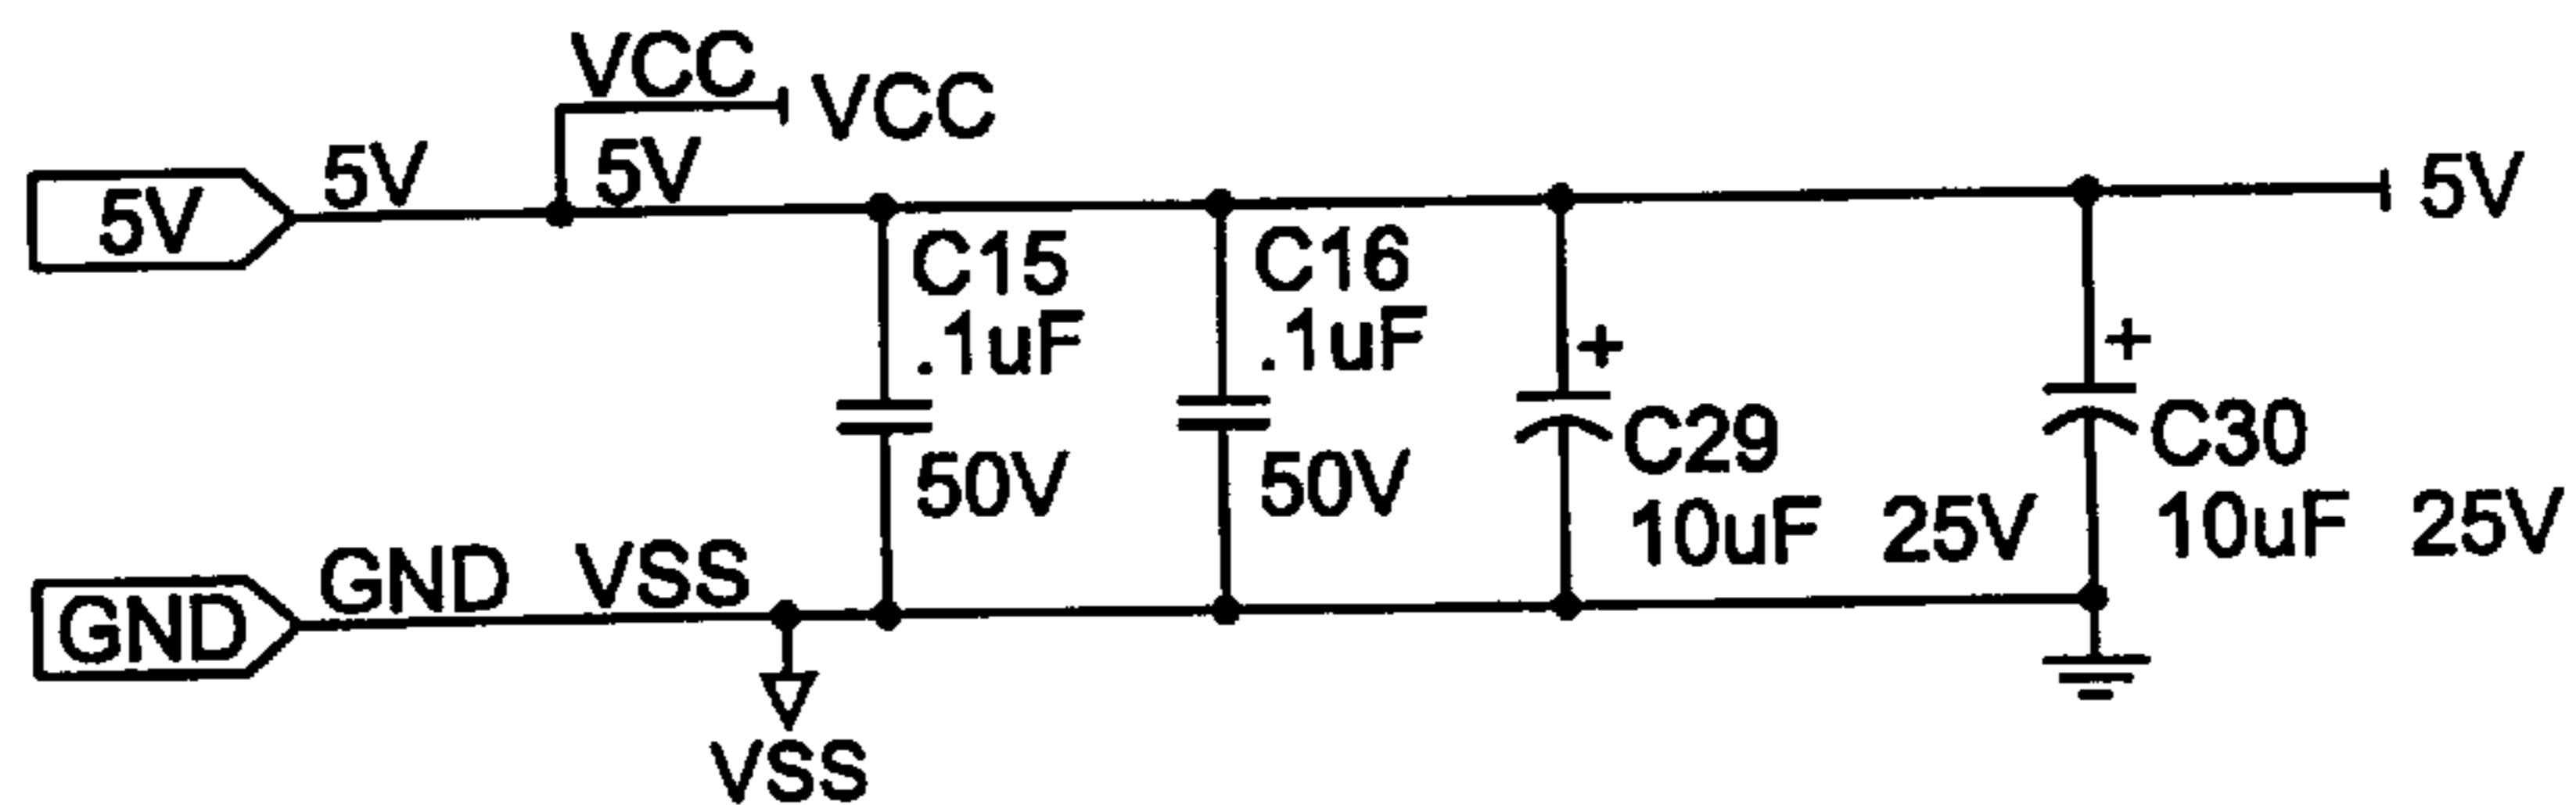 VCC
VCC
5V
5V
5V
5V
C15
.1uF
50V
C16
.1uF
50V
+
C29
10uF 25V
+
C30
10uF 25V
GND
GND
VSS
VSS